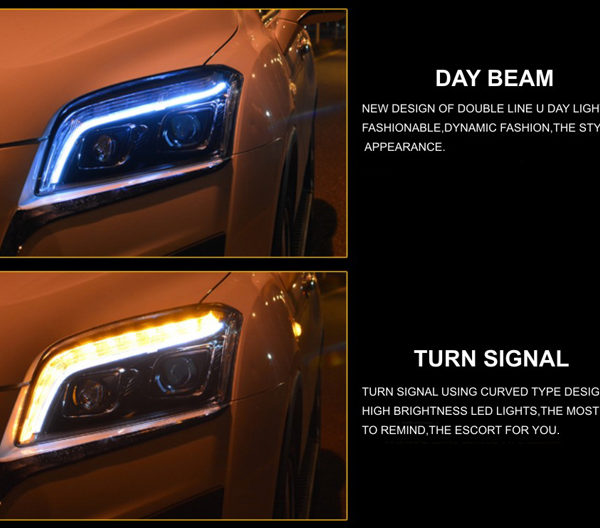 DAY BEAM
NEW DESIGN OF DOUBLE LINE U DAY LIGH
FASHIONABLE,DYNAMIC FASHION,THE STY
APPEARANCE.
TURN SIGNAL
TURN SIGNAL USING CURVED TYPE DESIG
HIGH BRIGHTNESS LED LIGHTS,THE MOST
TO REMIND,THE ESCORT FOR YOU.